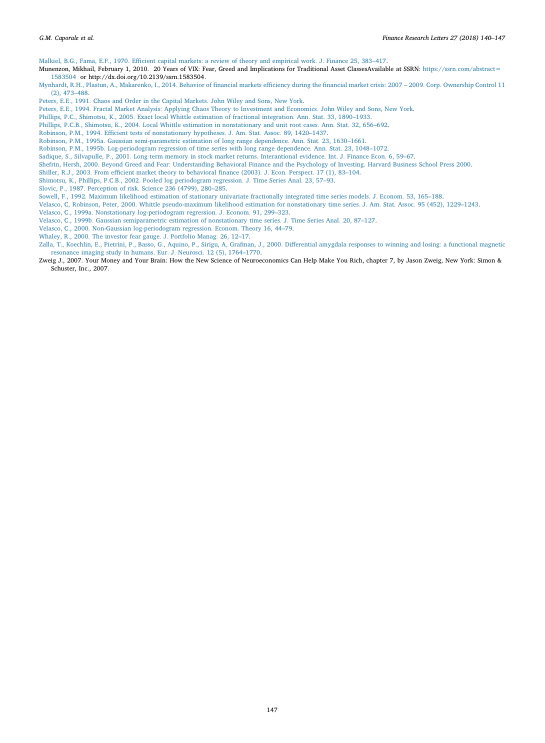 G.M. Caporale et al.
Finance Research Letters 27 (2018) 140–147
Malkiel, B.G., Fama, E.F., 1970. Efficient capital markets: a review of theory and empirical work. J. Finance 25, 383–417.
Munenzon, Mikhail, February 1, 2010. 20 Years of VIX: Fear, Greed and Implications for Traditional Asset ClassesAvailable at SSRN: https://ssrn.com/abstract=
1583504 or http://dx.doi.org/10.2139/ssrn.1583504.
Mynhardt, R.H., Plastun, A., Makarenko, I., 2014. Behavior of financial markets efficiency during the financial market crisis: 2007 – 2009. Corp. Ownership Control 11
(2), 473–488.
Peters, E.E., 1991. Chaos and Order in the Capital Markets. John Wiley and Sons, New York.
Peters, E.E., 1994. Fractal Market Analysis: Applying Chaos Theory to Investment and Economics. John Wiley and Sons, New York.
Phillips, P.C., Shimotsu, K., 2005. Exact local Whittle estimation of fractional integration. Ann. Stat. 33, 1890–1933.
Phillips, P.C.B., Shimotsu, K., 2004. Local Whittle estimation in nonstationary and unit root cases. Ann. Stat. 32, 656–692.
Robinson, P.M., 1994. Efficient tests of nonstationary hypotheses. J. Am. Stat. Assoc. 89, 1420–1437.
Robinson, P.M., 1995a. Gaussian semi-parametric estimation of long range dependence. Ann. Stat. 23, 1630–1661.
Robinson, P.M., 1995b. Log-periodogram regression of time series with long range dependence. Ann. Stat. 23, 1048–1072.
Sadique, S., Silvapulle, P., 2001. Long term memory in stock market returns. Interantional evidence. Int. J. Finance Econ. 6, 59–67.
Shefrin, Hersh, 2000. Beyond Greed and Fear: Understanding Behavioral Finance and the Psychology of Investing. Harvard Business School Press 2000.
Shiller, R.J., 2003. From efficient market theory to behavioral finance (2003). J. Econ. Perspect. 17 (1), 83–104.
Shimotsu, K., Phillips, P.C.B., 2002. Pooled log periodogram regression. J. Time Series Anal. 23, 57–93.
Slovic, P., 1987. Perception of risk. Science 236 (4799), 280–285.
Sowell, F., 1992. Maximum likelihood estimation of stationary univariate fractionally integrated time series models. J. Econom. 53, 165–188.
Velasco, C, Robinson, Peter, 2000. Whittle pseudo-maximum likelihood estimation for nonstationary time series. J. Am. Stat. Assoc. 95 (452), 1229–1243.
Velasco, C., 1999a. Nonstationary log-periodogram regression. J. Econom. 91, 299–323.
Velasco, C., 1999b. Gaussian semiparametric estimation of nonstationary time series. J. Time Series Anal. 20, 87–127.
Velasco, C., 2000. Non-Gaussian log-periodogram regression. Econom. Theory 16, 44–79.
Whaley, R., 2000. The investor fear gauge. J. Portfolio Manag. 26, 12–17.
Zalla, T., Koechlin, E., Pietrini, P., Basso, G., Aquino, P., Sirigu, A, Grafman, J., 2000. Differential amygdala responses to winning and losing: a functional magnetic
resonance imaging study in humans. Eur. J. Neurosci. 12 (5), 1764–1770.
Zweig J., 2007. Your Money and Your Brain: How the New Science of Neuroeconomics Can Help Make You Rich, chapter 7, by Jason Zweig, New York: Simon &
Schuster, Inc., 2007.
147